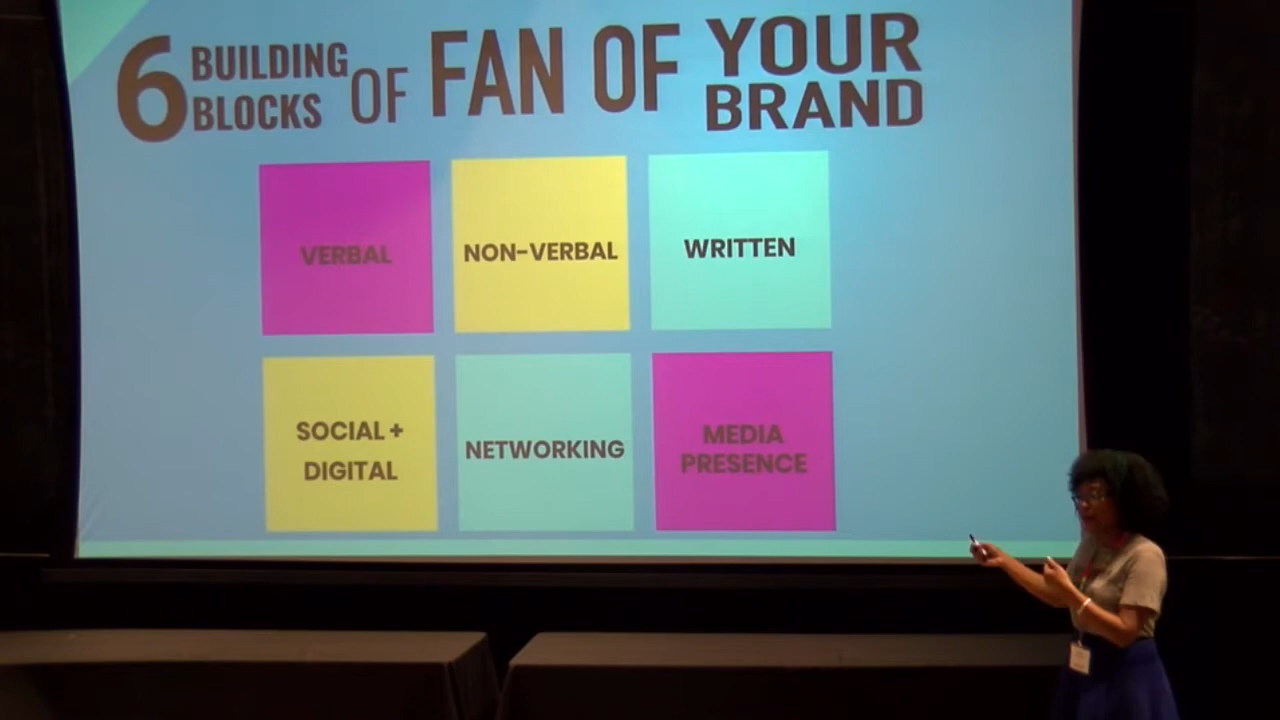 6 BUILDING BLOCKS OF FAN OF YOUR BRAND
VERBAL
NON-VERBAL
WRITTEN
SOCIAL +
DIGITAL
NETWORKING
MEDIA
PRESENCE